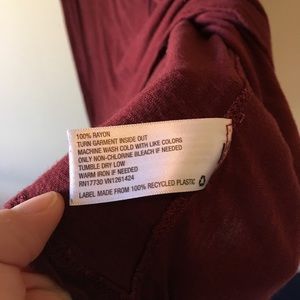 100% RAYON
TURN GARMENT INSIDE OUT
MACHINE WASH COLD WITH LIKE COLORS
ONLY NON-CHLORINE BLEACH IF NEEDED
TUMBLE DRY LOW
WARM IRON IF NEEDED
RN17730 VN1261424
LABEL MADE FROM 100% RECYCLED PLASTIC